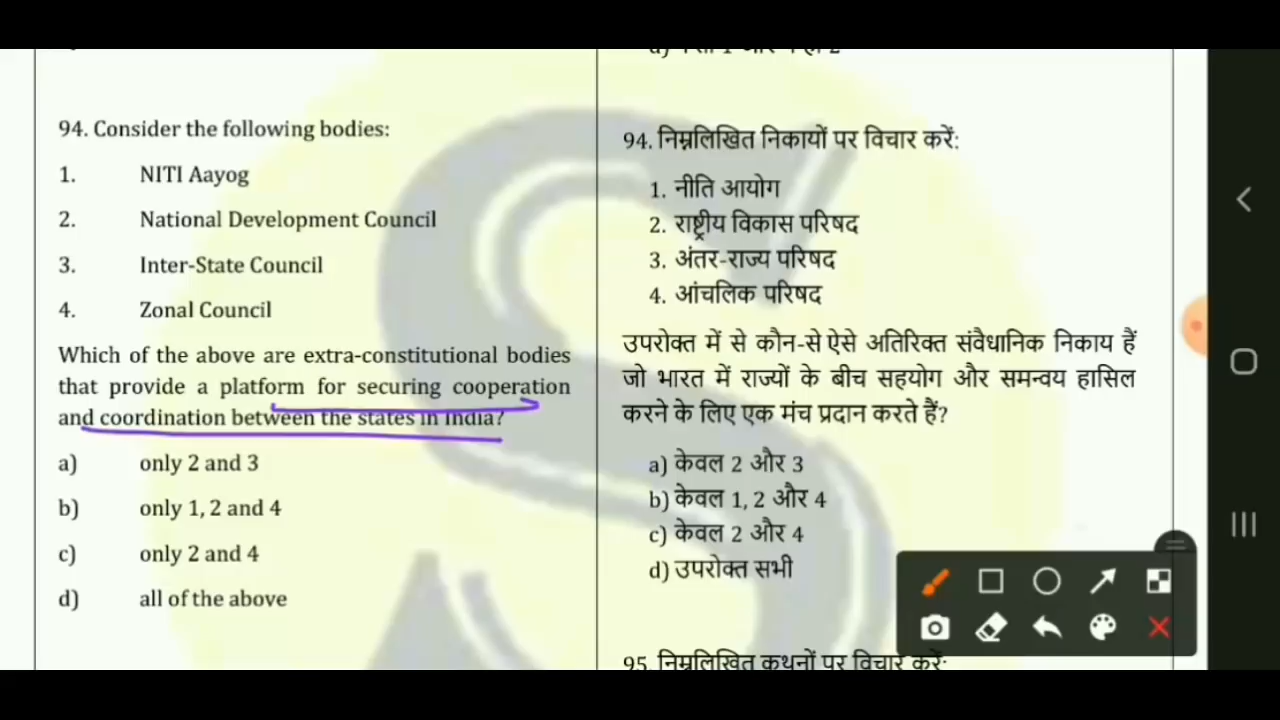 94. Consider the following bodies:
1. NITI Aayog
2. National Development Council
3. Inter-State Council
4. Zonal Council
Which of the above are extra-constitutional bodies
that provide a platform for securing cooperation
and coordination between the states in India?
a) only 2 and 3
b) only 1, 2 and 4
c) only 2 and 4
d) all of the above
94. निम्नलिखित निकायों पर विचार करें:
1. नीति आयोग
2. राष्ट्रीय विकास परिषद
3. अंतर-राज्य परिषद
4. आंचलिक परिषद
उपरोक्त में से कौन-से ऐसे अतिरिक्त संवैधानिक निकाय हैं
जो भारत में राज्यों के बीच सहयोग और समन्वय हासिल
करने के लिए एक मंच प्रदान करते हैं?
a) केवल 2 और 3
b) केवल 1, 2 और 4
c) केवल 2 और 4
d) उपरोक्त सभी
95. निम्नलिखित कथनों पर विचार करें: